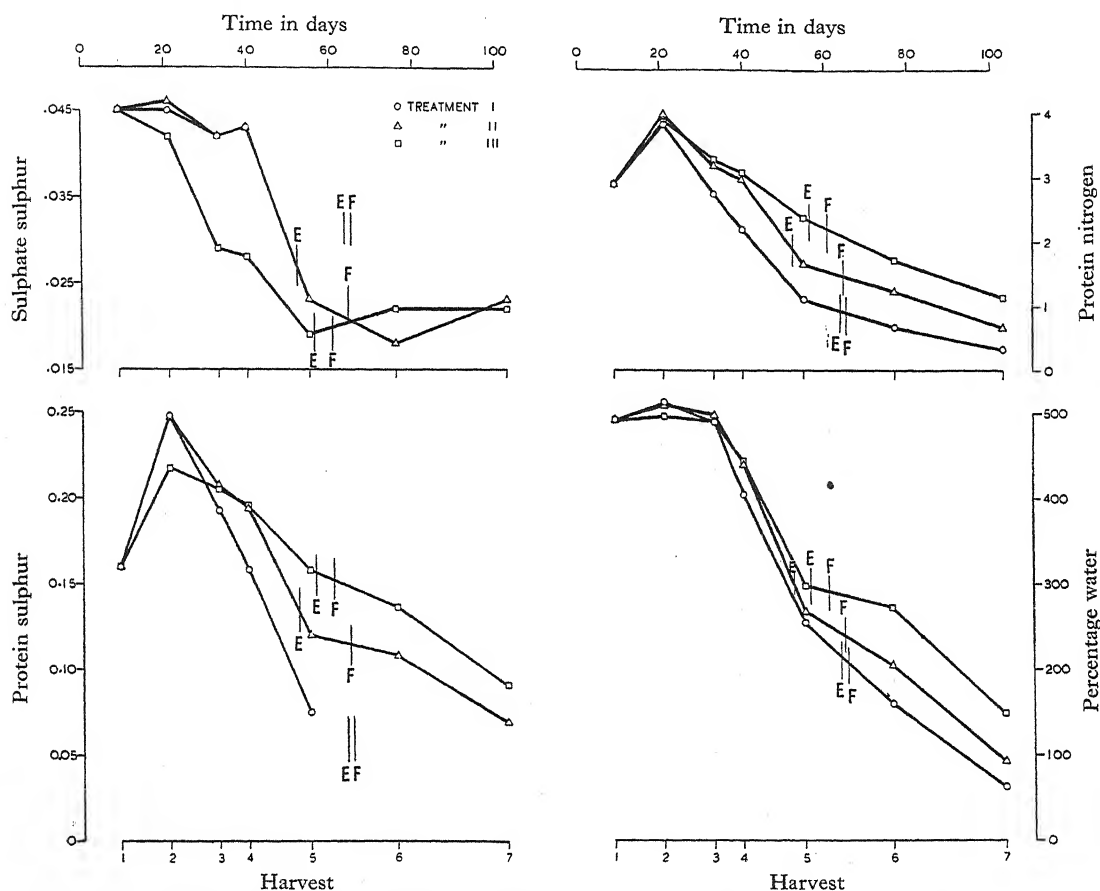 Time in days
0 20 40 60 80 100
Sulphate sulphur
.045
.035
.025
.015
O TREATMENT I
△ " II
□ " III
E
E F
F
E F
Time in days
0 20 40 60 80 100
Protein nitrogen
4
3
2
1
0
E
E
F
F
E F
Protein sulphur
0.25
0.20
0.15
0.10
0.05
0
E F
E
F
E F
1 2 3 4 5 6 7
Harvest
Percentage water
500
400
300
200
100
0
E
E
F
F
E F
1 2 3 4 5 6 7
Harvest